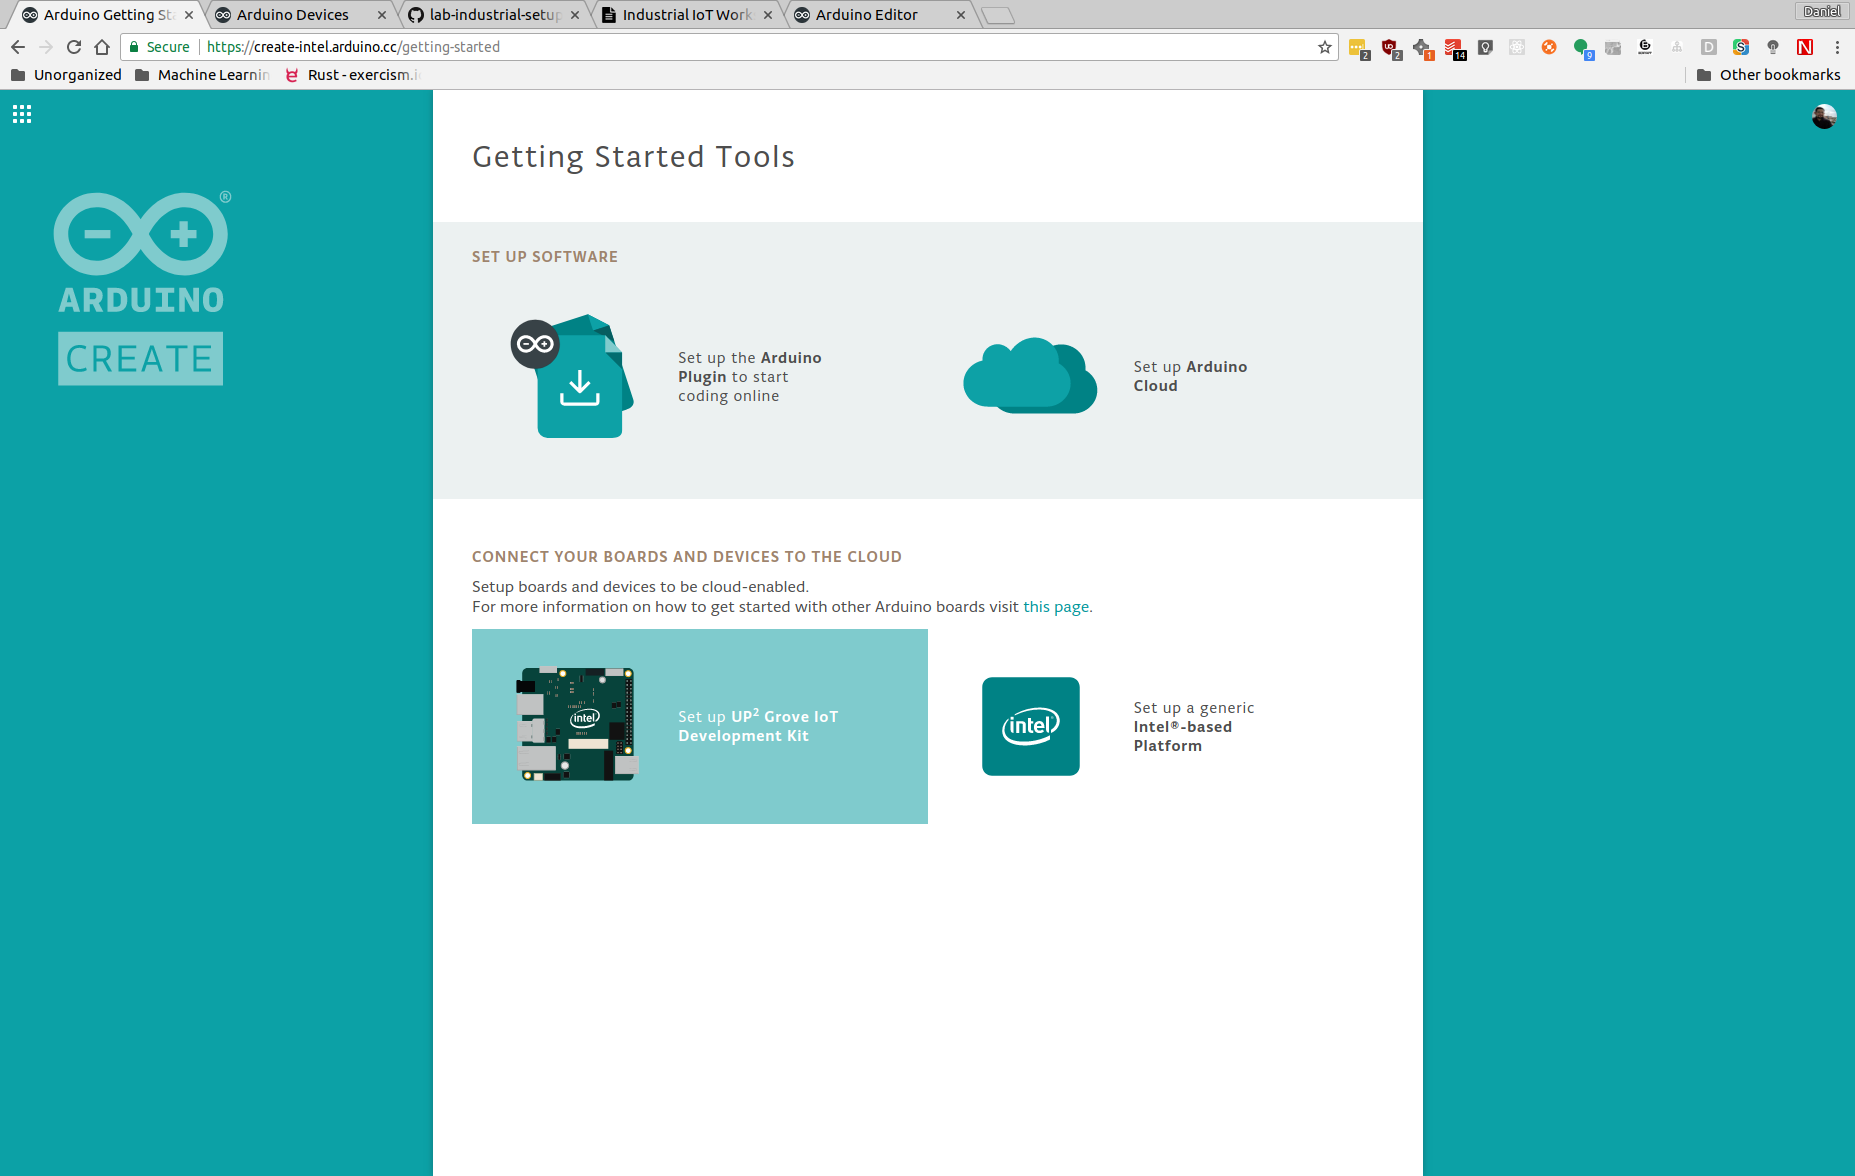 Arduino Getting St
Arduino Devices
lab-industrial-setup
Industrial IoT Work
Arduino Editor
Daniel
Secure
https://create-intel.arduino.cc/getting-started
2
2
1
14
9
D
S
N
Unorganized
Machine Learnin
Rust - exercism.i
Other bookmarks
®
ARDUINO
CREATE
Getting Started Tools
SET UP SOFTWARE
Set up the Arduino
Plugin to start
coding online
Set up Arduino
Cloud
CONNECT YOUR BOARDS AND DEVICES TO THE CLOUD
Setup boards and devices to be cloud-enabled.
For more information on how to get started with other Arduino boards visit this page.
intel
Set up UP² Grove IoT
Development Kit
intel
Set up a generic
Intel®-based
Platform